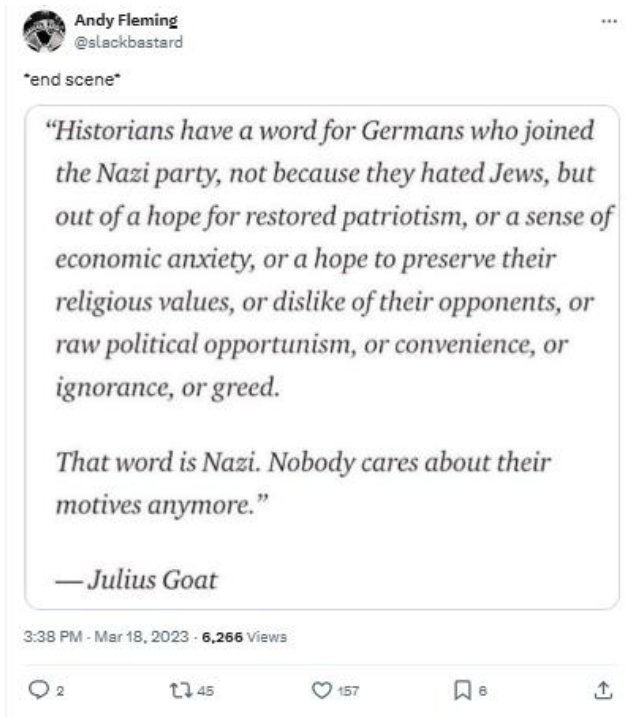 Andy Fleming
@slackbastard
*end scene*
“Historians have a word for Germans who joined
the Nazi party, not because they hated Jews, but
out of a hope for restored patriotism, or a sense of
economic anxiety, or a hope to preserve their
religious values, or dislike of their opponents, or
raw political opportunism, or convenience, or
ignorance, or greed.
That word is Nazi. Nobody cares about their
motives anymore.”
— Julius Goat
3:38 PM · Mar 18, 2023 · 6,266 Views
2 45 157 6